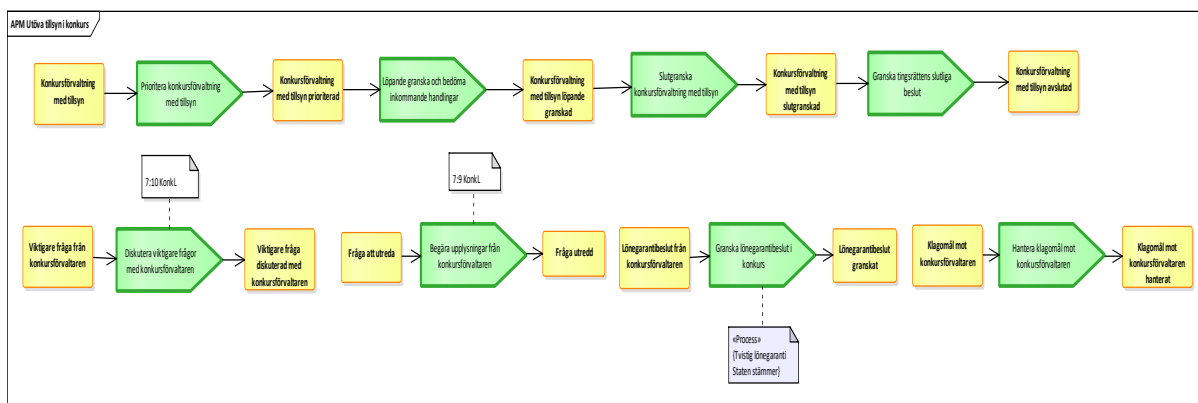 APM Utöva tillsyn i konkurs
Konkursförvaltning
med tillsyn
Prioritera konkursförvaltning
med tillsyn
Konkursförvaltning
med tillsyn prioriterad
Löpande granska och bedöma
inkommande handlingar
Konkursförvaltning
med tillsyn löpande
granskad
Slutgranska
konkursförvaltning med tillsyn
Konkursförvaltning
med tillsyn
slutgranskad
Granska tingsrättens slutliga
beslut
Konkursförvaltning
med tillsyn avslutad
7:10 KonkL
7:9 KonkL
Viktigare fråga från
konkursförvaltaren
Diskutera viktigare frågor
med konkursförvaltaren
Viktigare fråga
diskuterad med
konkursförvaltaren
Fråga att utreda
Begära upplysningar från
konkursförvaltaren
Fråga utredd
Lönegarantibeslut från
konkursförvaltaren
Granska lönegarantibeslut i
konkurs
Lönegarantibeslut
granskat
Klagomål mot
konkursförvaltaren
Hantera klagomål mot
konkursförvaltaren
Klagomål mot
konkursförvaltaren
hanterat
«Process»
{Tvistig lönegaranti
Staten stämmer}